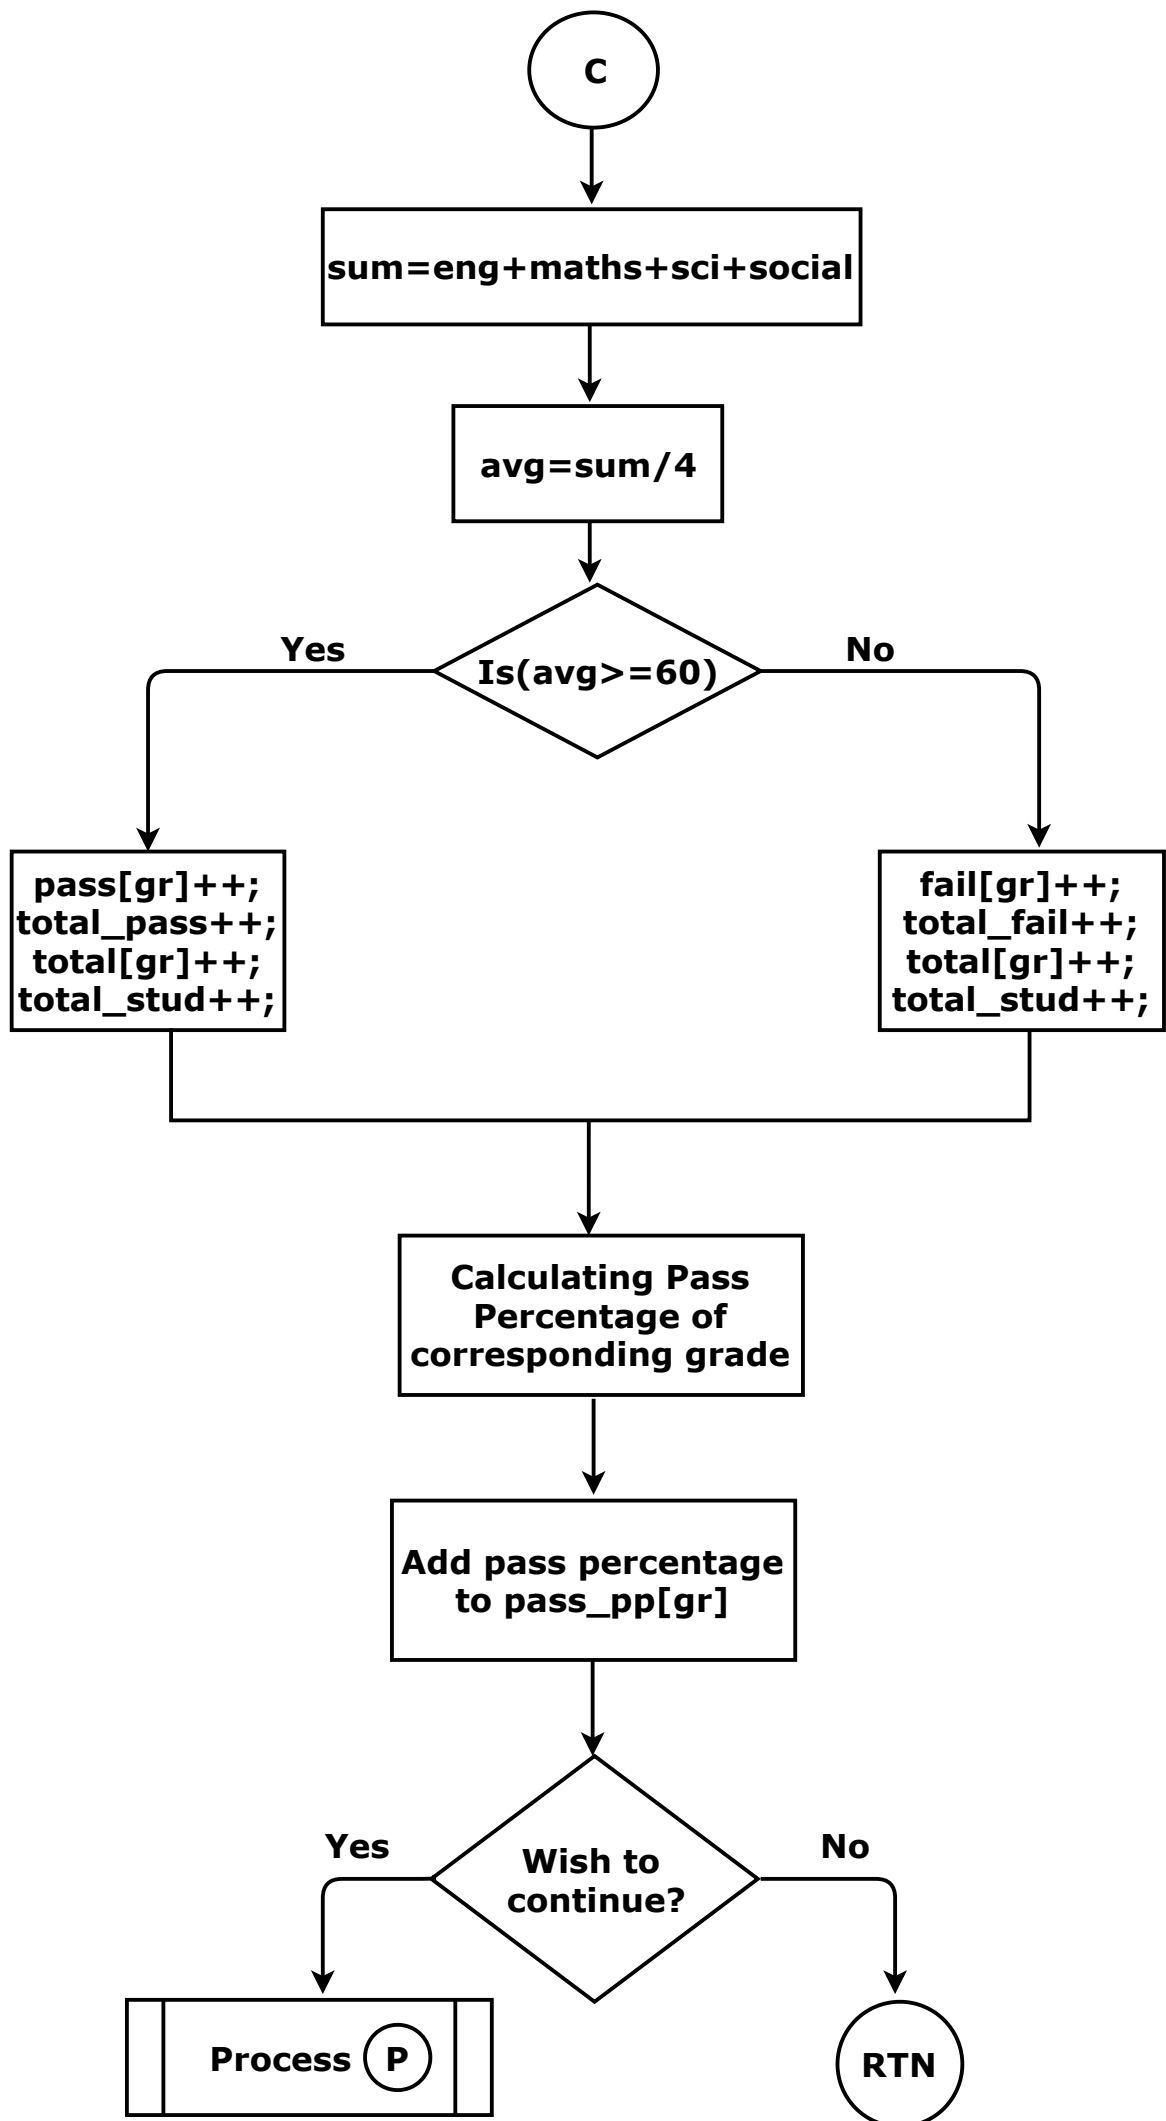 C
sum=eng+maths+sci+social
avg=sum/4
Is(avg>=60)
Yes
No
pass[gr]++;
total_pass++;
total[gr]++;
total_stud++;
fail[gr]++;
total_fail++;
total[gr]++;
total_stud++;
Calculating Pass
Percentage of
corresponding grade
Add pass percentage
to pass_pp[gr]
Wish to
continue?
Yes
No
Process P
RTN